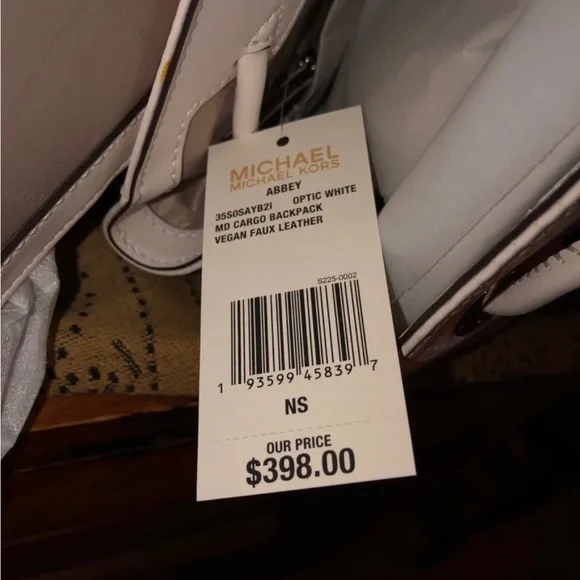 MICHAEL
MICHAEL KORS
ABBEY
35S0SAYB2I OPTIC WHITE
MD CARGO BACKPACK
VEGAN FAUX LEATHER
S225-0002
1 93599 45839 7
NS
OUR PRICE
$398.00